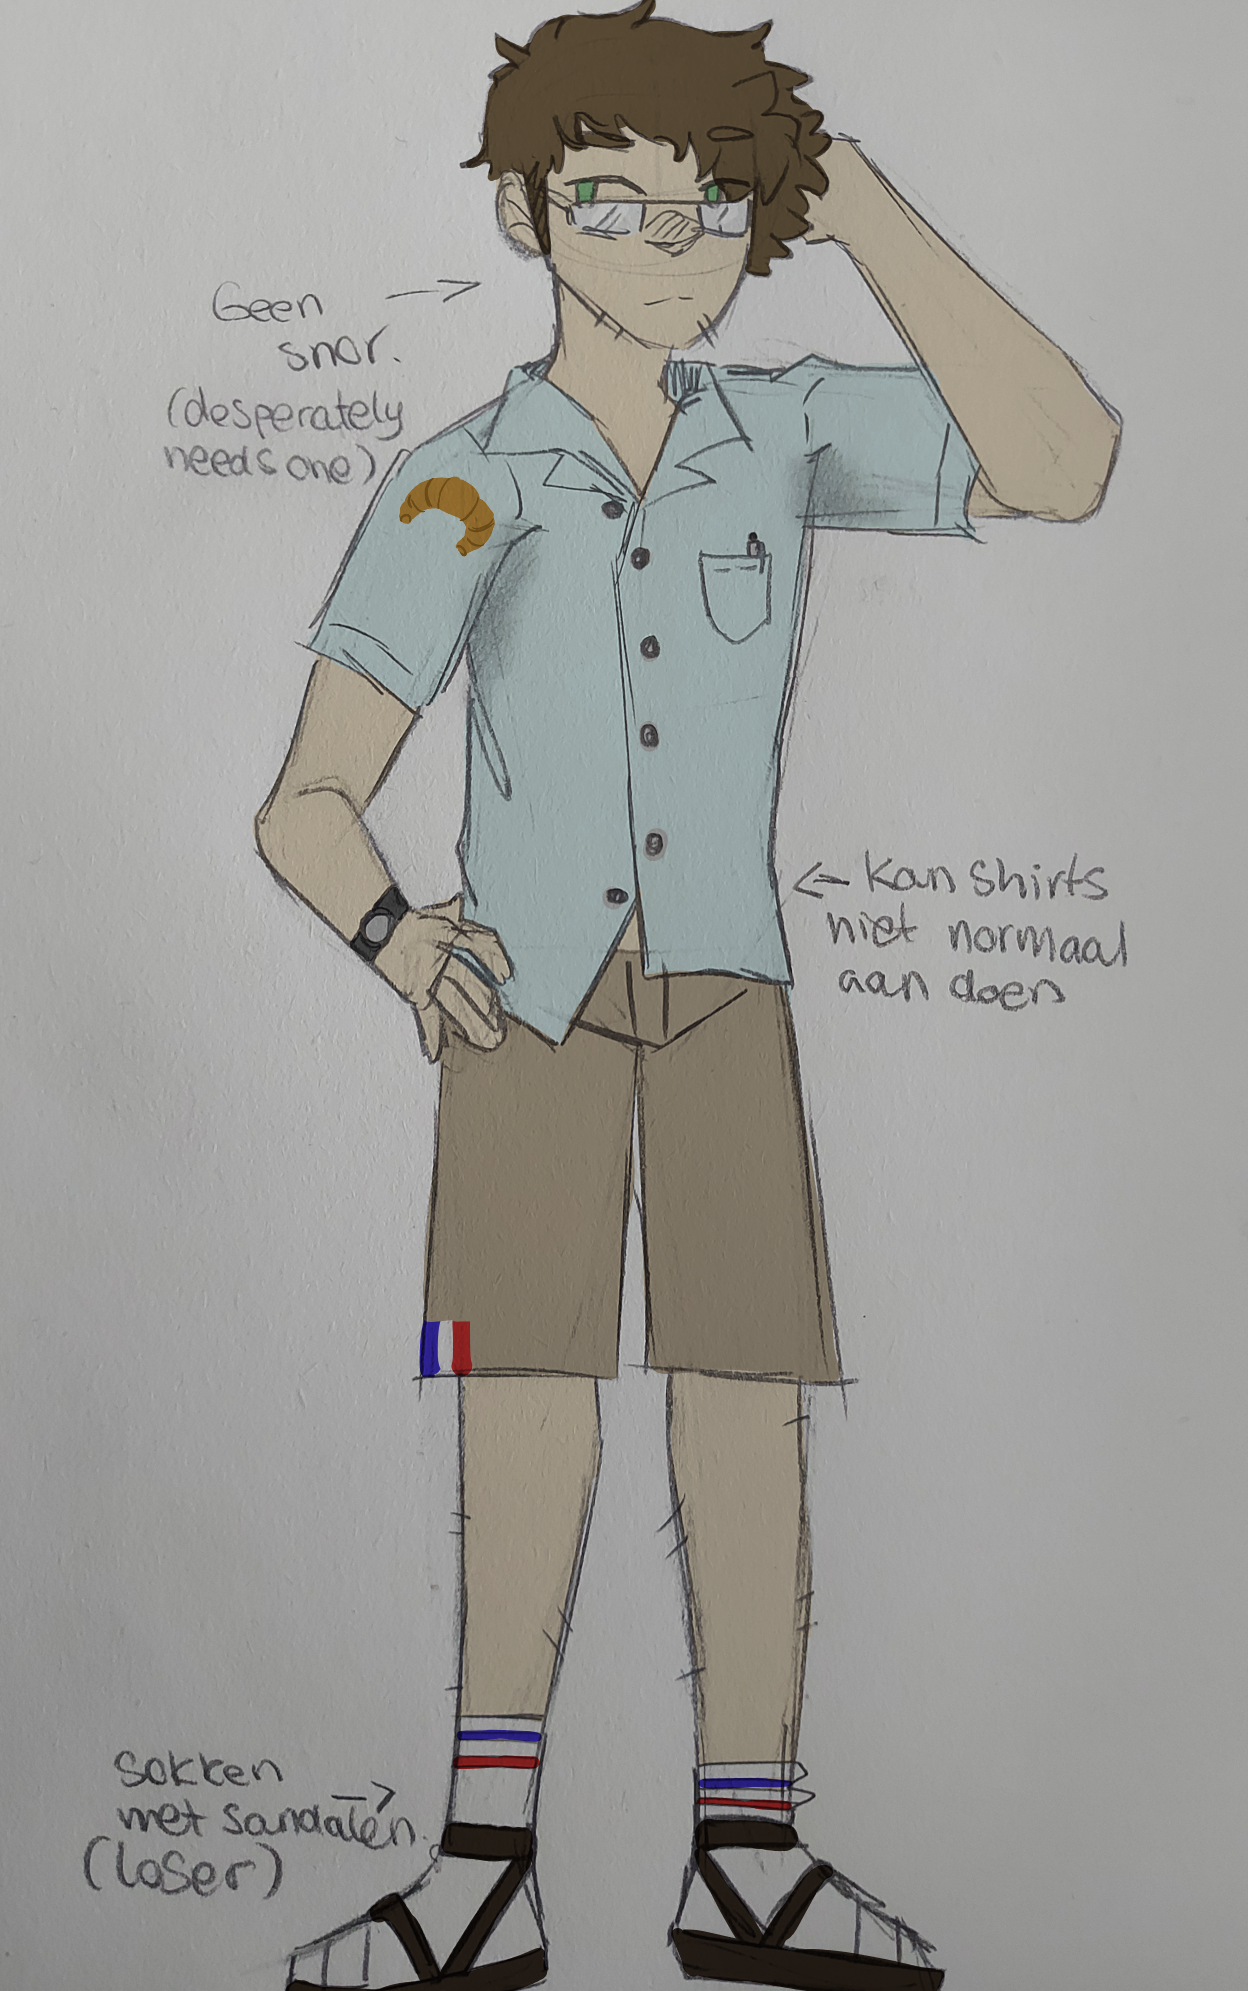 Geen
snor.
(desperately
needs one)
Kan shirts
niet normaal
aan doen
Sokken
met sandalen.
(loser)